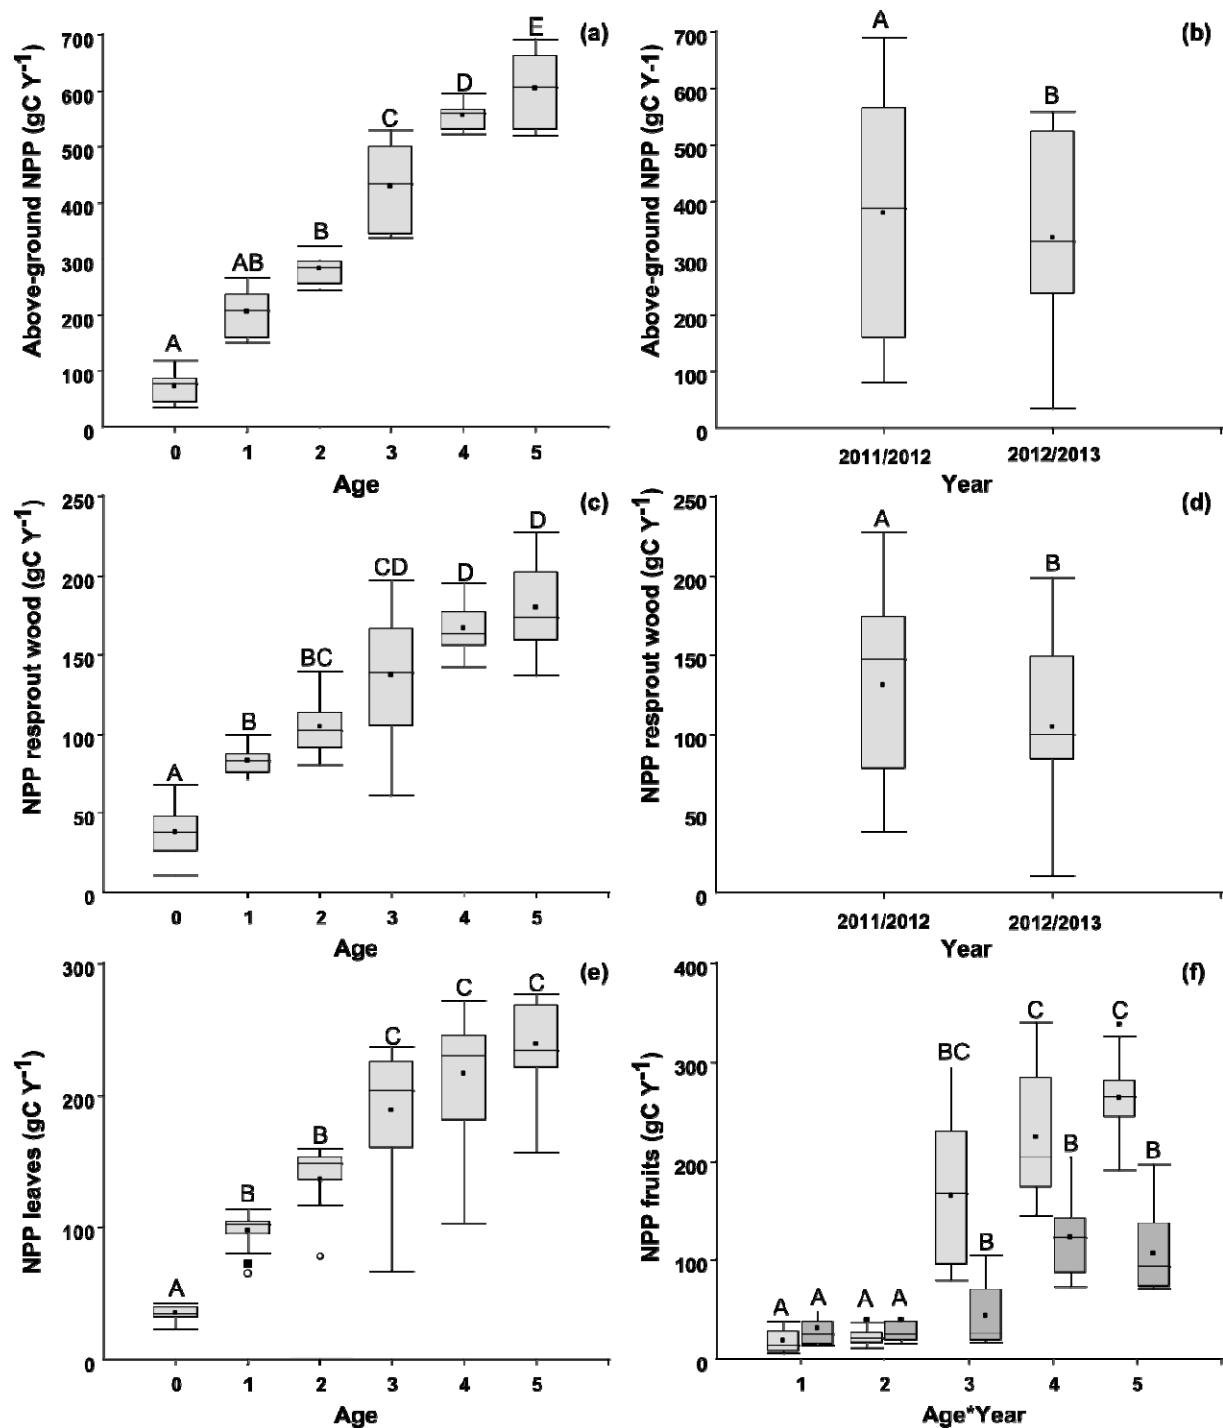 (a)
Above-ground NPP (gC Y-1)
700
600
500
400
300
200
100
0
A
AB
B
C
D
E
0 1 2 3 4 5
Age
(b)
Above-ground NPP (gC Y-1)
700
600
500
400
300
200
100
0
A
B
2011/2012 2012/2013
Year
(c)
NPP resprout wood (gC Y-1)
250
200
150
100
50
0
A
B
BC
CD
D
D
0 1 2 3 4 5
Age
(d)
NPP resprout wood (gC Y-1)
250
200
150
100
50
0
A
B
2011/2012 2012/2013
Year
(e)
NPP leaves (gC Y-1)
300
200
100
0
A
B
B
C
C
C
0 1 2 3 4 5
Age
(f)
NPP fruits (gC Y-1)
400
300
200
100
0
A
A
A
A
BC
B
C
B
C
B
1 2 3 4 5
Age*Year